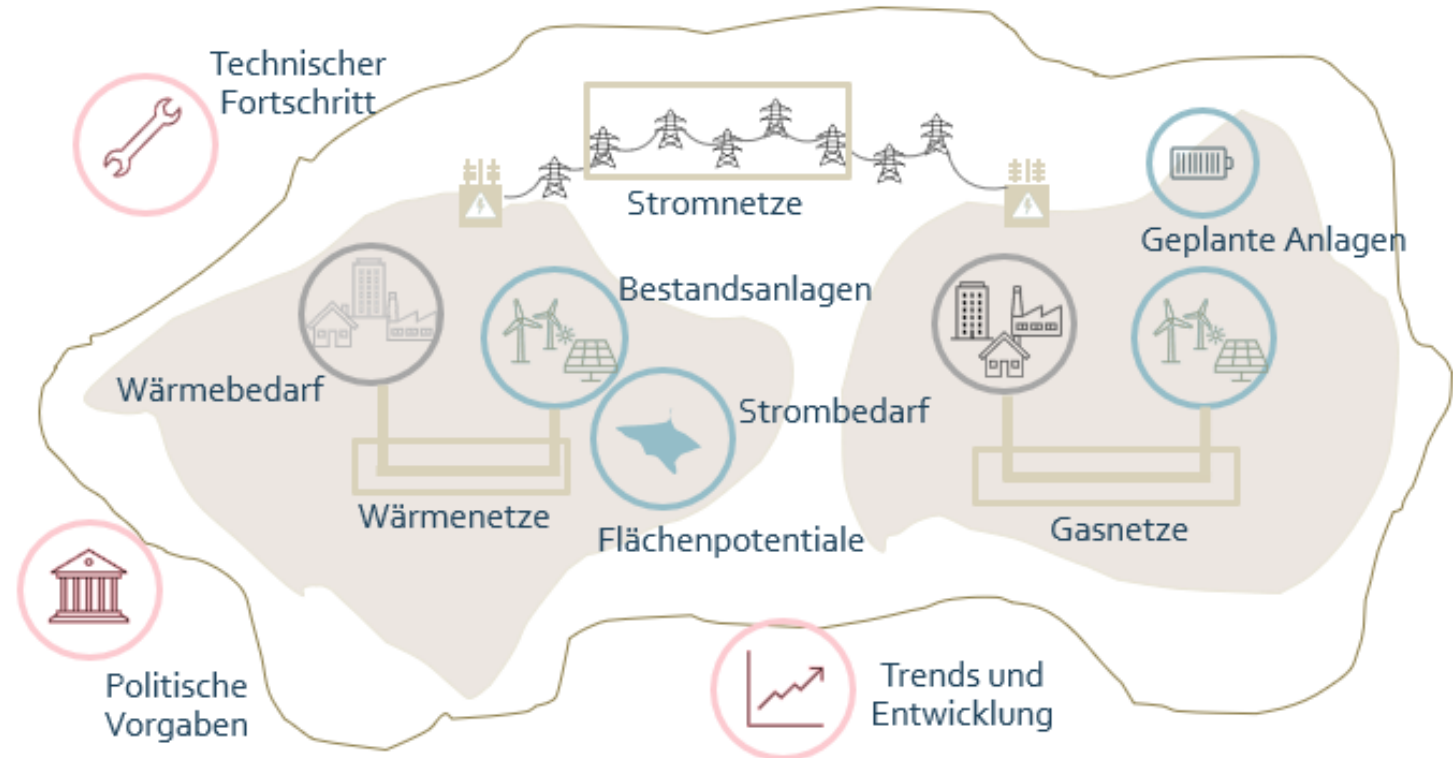 Technischer
Fortschritt
Stromnetze
Geplante Anlagen
Bestandsanlagen
Wärmebedarf
Strombedarf
Wärmenetze
Flächenpotentiale
Gasnetze
Politische
Vorgaben
Trends und
Entwicklung